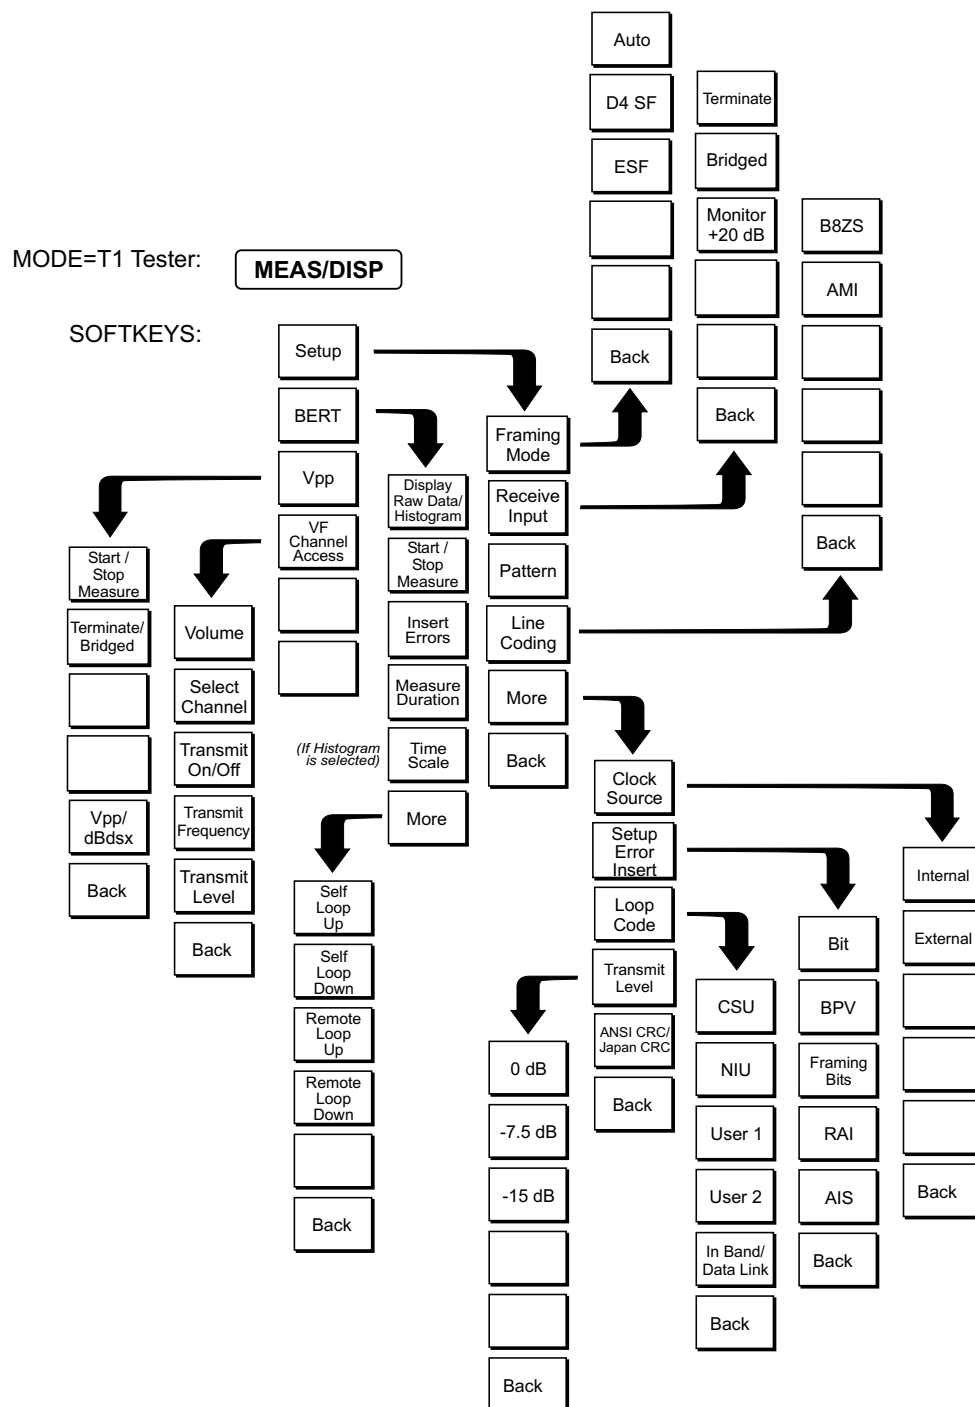 MODE=T1 Tester:
MEAS/DISP
SOFTKEYS:
Setup
BERT
Vpp
VF
Channel
Access
Start /
Stop
Measure
Terminate/
Bridged
Vpp/
dBdsx
Back
Volume
Select
Channel
Transmit
On/Off
Transmit
Frequency
Transmit
Level
Back
Display
Raw Data/
Histogram
Start /
Stop
Measure
Insert
Errors
Measure
Duration
(If Histogram
is selected)
Time
Scale
More
Self
Loop
Up
Self
Loop
Down
Remote
Loop
Up
Remote
Loop
Down
Back
Framing
Mode
Receive
Input
Pattern
Line
Coding
More
Back
Auto
D4 SF
ESF
Back
Terminate
Bridged
Monitor
+20 dB
Back
B8ZS
AMI
Back
Clock
Source
Setup
Error
Insert
Loop
Code
Transmit
Level
ANSI CRC/
Japan CRC
Back
0 dB
-7.5 dB
-15 dB
Back
CSU
NIU
User 1
User 2
In Band/
Data Link
Back
Bit
BPV
Framing
Bits
RAI
AIS
Back
Internal
External
Back